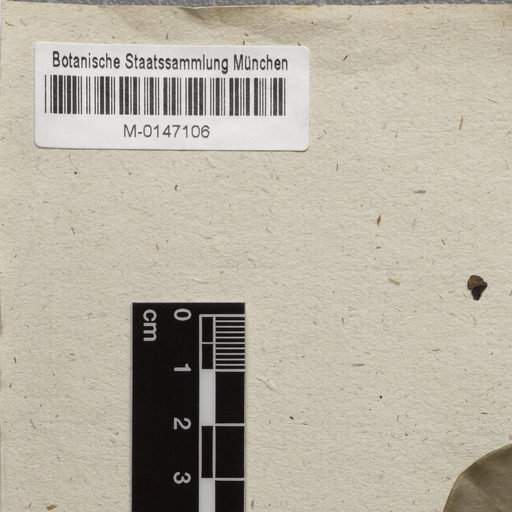 Botanische Staatssammlung München
M-0147106
cm
0
1
2
3